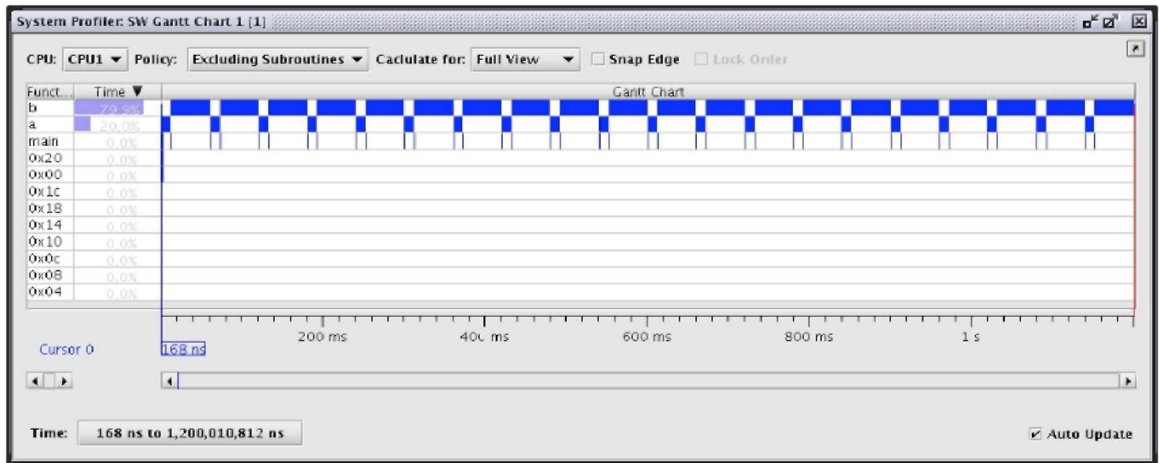 System Profiler: SW Gantt Chart 1 [1]
CPU: CPU1 Policy: Excluding Subroutines Caclulate for: Full View Snap Edge Lock Order
Funct... Time Gantt Chart
b 79.9%
a 20.0%
main 0.0%
0x20 0.0%
0x00 0.0%
0x1c 0.0%
0x18 0.0%
0x14 0.0%
0x10 0.0%
0x0c 0.0%
0x08 0.0%
0x04 0.0%
200 ms 400 ms 600 ms 800 ms 1 s
Cursor 0 168 ns
Time: 168 ns to 1,200,010,812 ns Auto Update